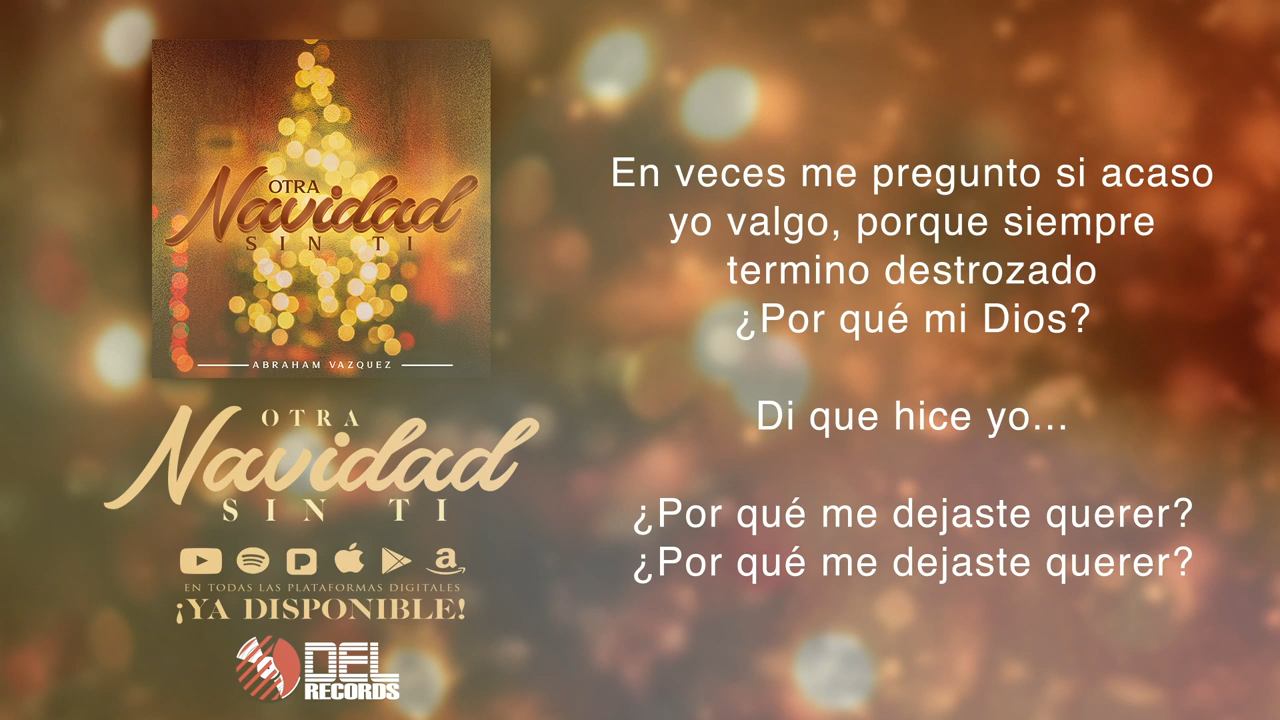 OTRA
Navidad
SIN TI
ABRAHAM VAZQUEZ
OTRA
Navidad
SIN TI
EN TODAS LAS PLATAFORMAS DIGITALES
¡YA DISPONIBLE!
DEL
RECORDS
En veces me pregunto si acaso
yo valgo, porque siempre
termino destrozado
¿Por qué mi Dios?
Di que hice yo...
¿Por qué me dejaste querer?
¿Por qué me dejaste querer?